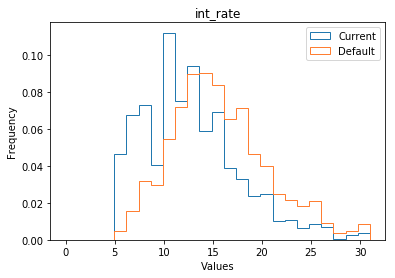 int_rate
Current
Default
Frequency
0.10
0.08
0.06
0.04
0.02
0.00
0 5 10 15 20 25 30
Values